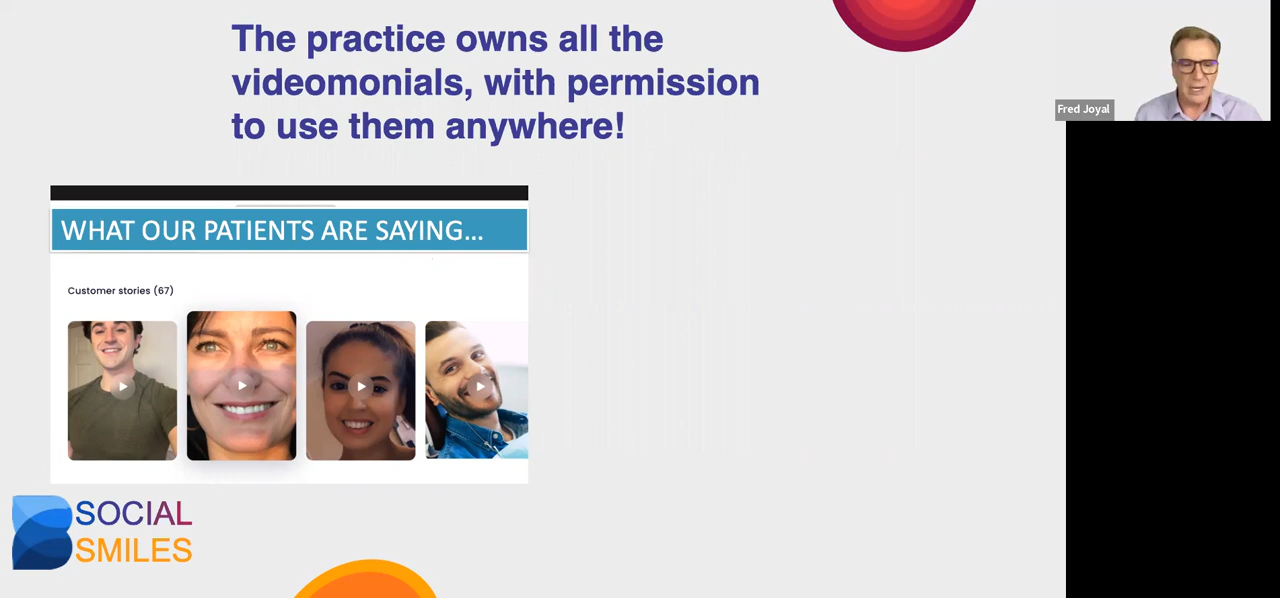 The practice owns all the
videomonials, with permission
to use them anywhere!
Fred Joyal
WHAT OUR PATIENTS ARE SAYING...
Customer stories (67)
SOCIAL
SMILES